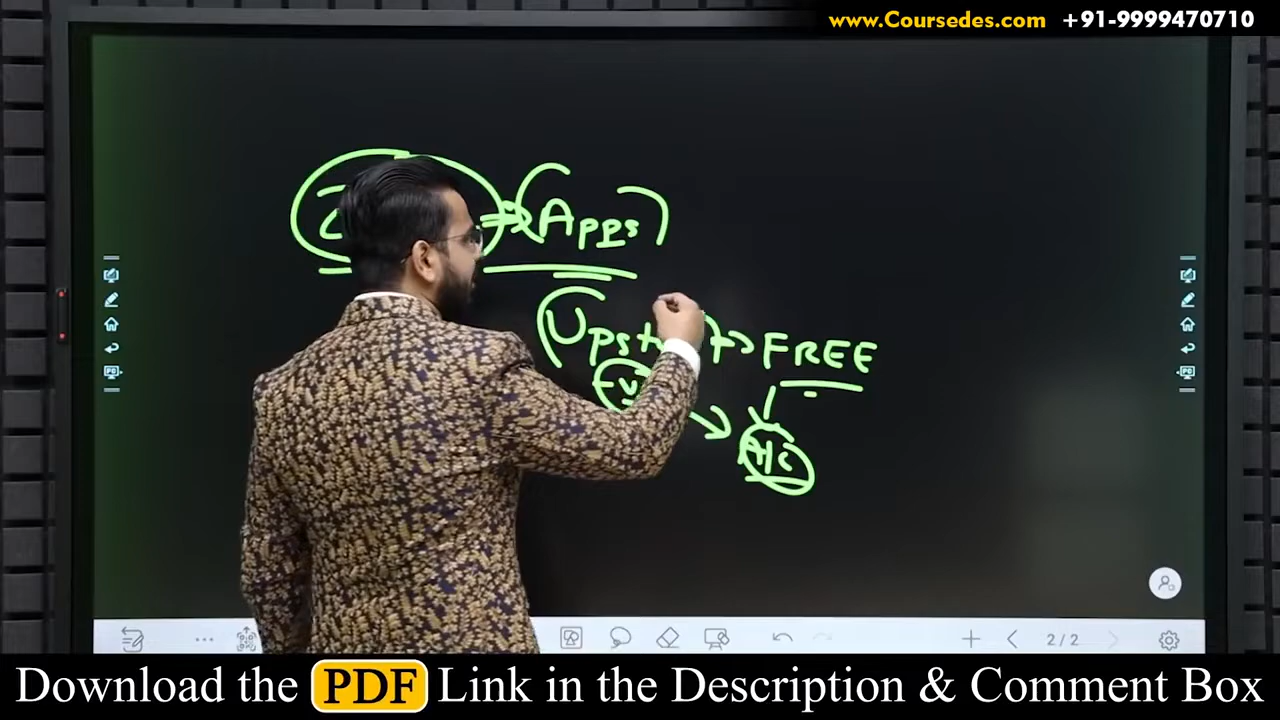 www.Coursedes.com +91-9999470710
Apps
FREE
A/c
2/2
Download the PDF Link in the Description & Comment Box